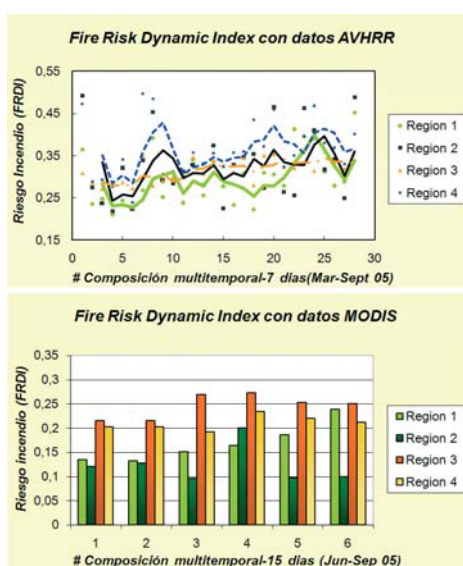 Fire Risk Dynamic Index con datos AVHRR
Riesgo Incendio (FRDI)
0,55
0,45
0,35
0,25
0,15
0 5 10 15 20 25 30
# Composición multitemporal-7 dias(Mar-Sept 05)
Region 1
Region 2
Region 3
Region 4
Fire Risk Dynamic Index con datos MODIS
Riesgo incendio (FRDI)
0,35
0,3
0,25
0,2
0,15
0,1
0,05
0
1 2 3 4 5 6
# Composición multitemporal-15 dias (Jun-Sep 05)
Region 1
Region 2
Region 3
Region 4